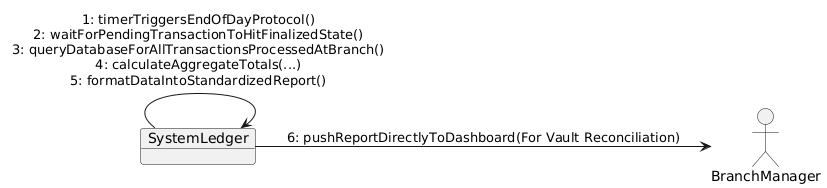 1: timerTriggersEndOfDayProtocol()
2: waitForPendingTransactionToHitFinalizedState()
3: queryDatabaseForAllTransactionsProcessedAtBranch()
4: calculateAggregateTotals(...)
5: formatDataIntoStandardizedReport()
SystemLedger
6: pushReportDirectlyToDashboard(For Vault Reconciliation)
BranchManager